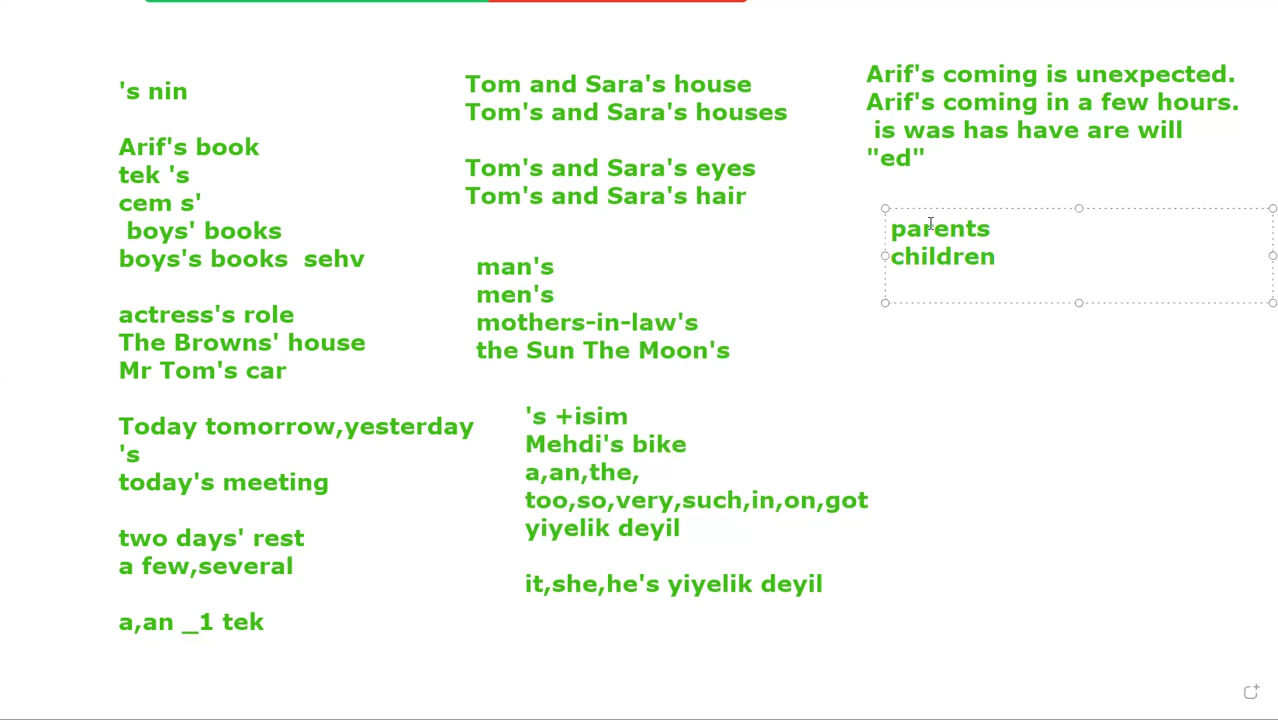 's nin
Arif's book
tek 's
cem s'
boys' books
boys's books  sehv
actress's role
The Browns' house
Mr Tom's car
Today tomorrow,yesterday
's
today's meeting
two days' rest
a few,several
a,an _1 tek
Tom and Sara's house
Tom's and Sara's houses
Tom's and Sara's eyes
Tom's and Sara's hair
man's
men's
mothers-in-law's
the Sun The Moon's
's +isim
Mehdi's bike
a,an,the,
too,so,very,such,in,on,got
yiyelik deyil
it,she,he's yiyelik deyil
Arif's coming is unexpected.
Arif's coming in a few hours.
is was has have are will
"ed"
parents
children